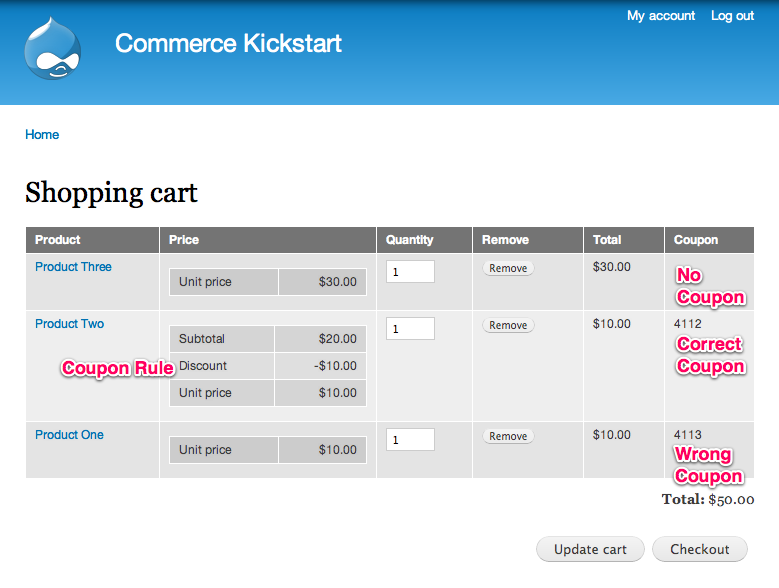 My account Log out
Commerce Kickstart
Home
Shopping cart
Product Price Quantity Remove Total Coupon
Product Three Unit price $30.00 1 Remove $30.00
No
Coupon
Product Two 1 Remove $10.00 4112
Subtotal $20.00
Correct
Coupon Rule Discount -$10.00 Coupon
Unit price $10.00
Product One 1 Remove $10.00 4113
Unit price $10.00
Wrong
Coupon
Total: $50.00
Update cart Checkout